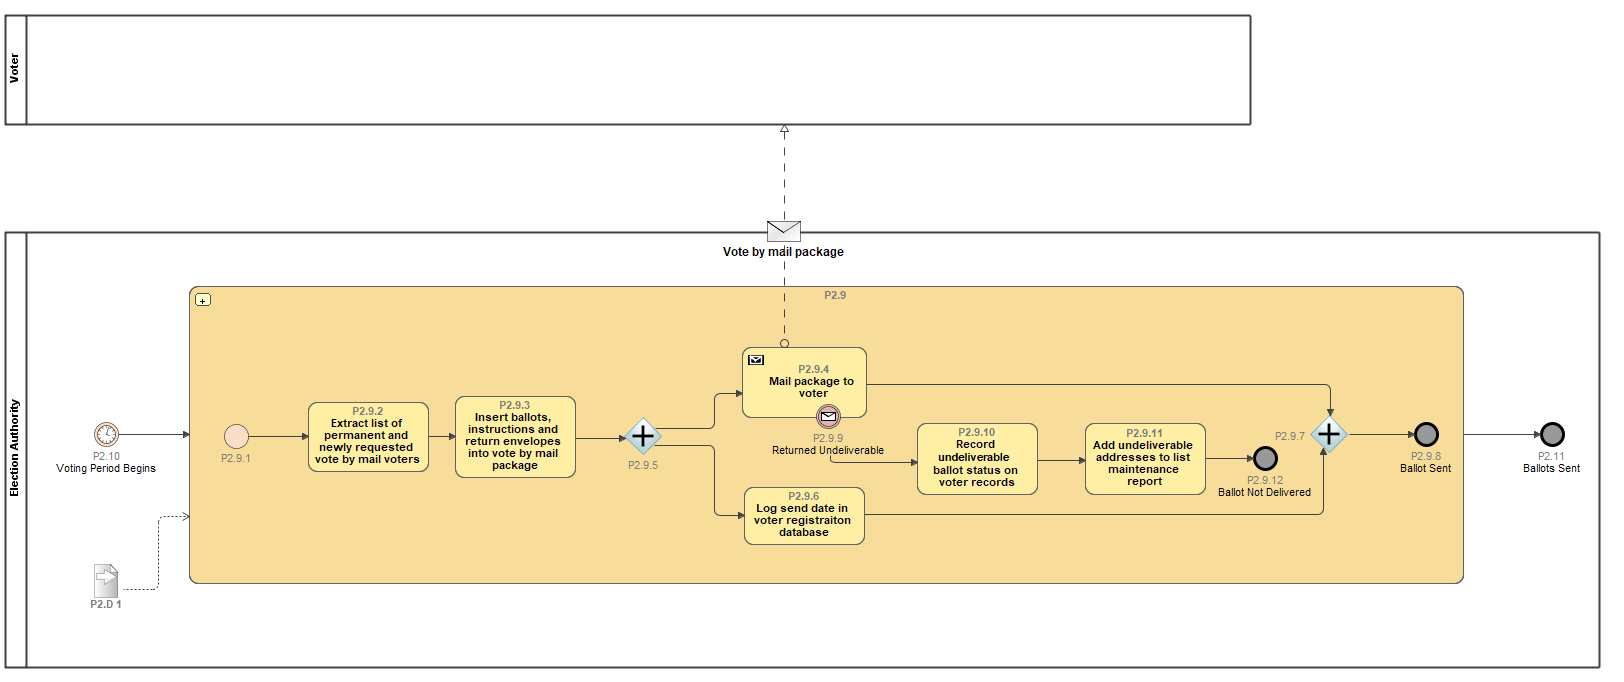 Voter
Vote by mail package
Election Authority
P2.9
P2.10
Voting Period Begins
P2.D 1
P2.9.1
P2.9.2
Extract list of
permanent and
newly requested
vote by mail voters
P2.9.3
Insert ballots,
instructions and
return envelopes
into vote by mail
package
P2.9.5
P2.9.4
Mail package to
voter
P2.9.9
Returned Undeliverable
P2.9.6
Log send date in
voter registraiton
database
P2.9.10
Record
undeliverable
ballot status on
voter records
P2.9.11
Add undeliverable
addresses to list
maintenance
report
P2.9.12
Ballot Not Delivered
P2.9.7
P2.9.8
Ballot Sent
P2.11
Ballots Sent